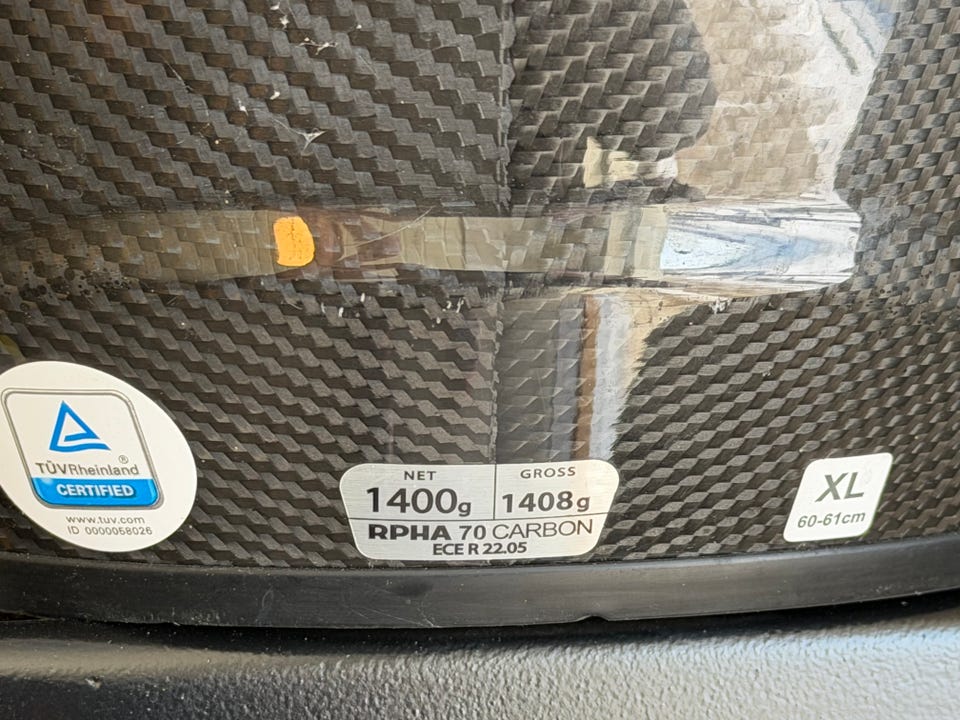 TÜVRheinland®
CERTIFIED
www.tuv.com
ID 0000058026
NET
1400g
GROSS
1408g
RPHA 70 CARBON
ECE R 22.05
XL
60-61cm